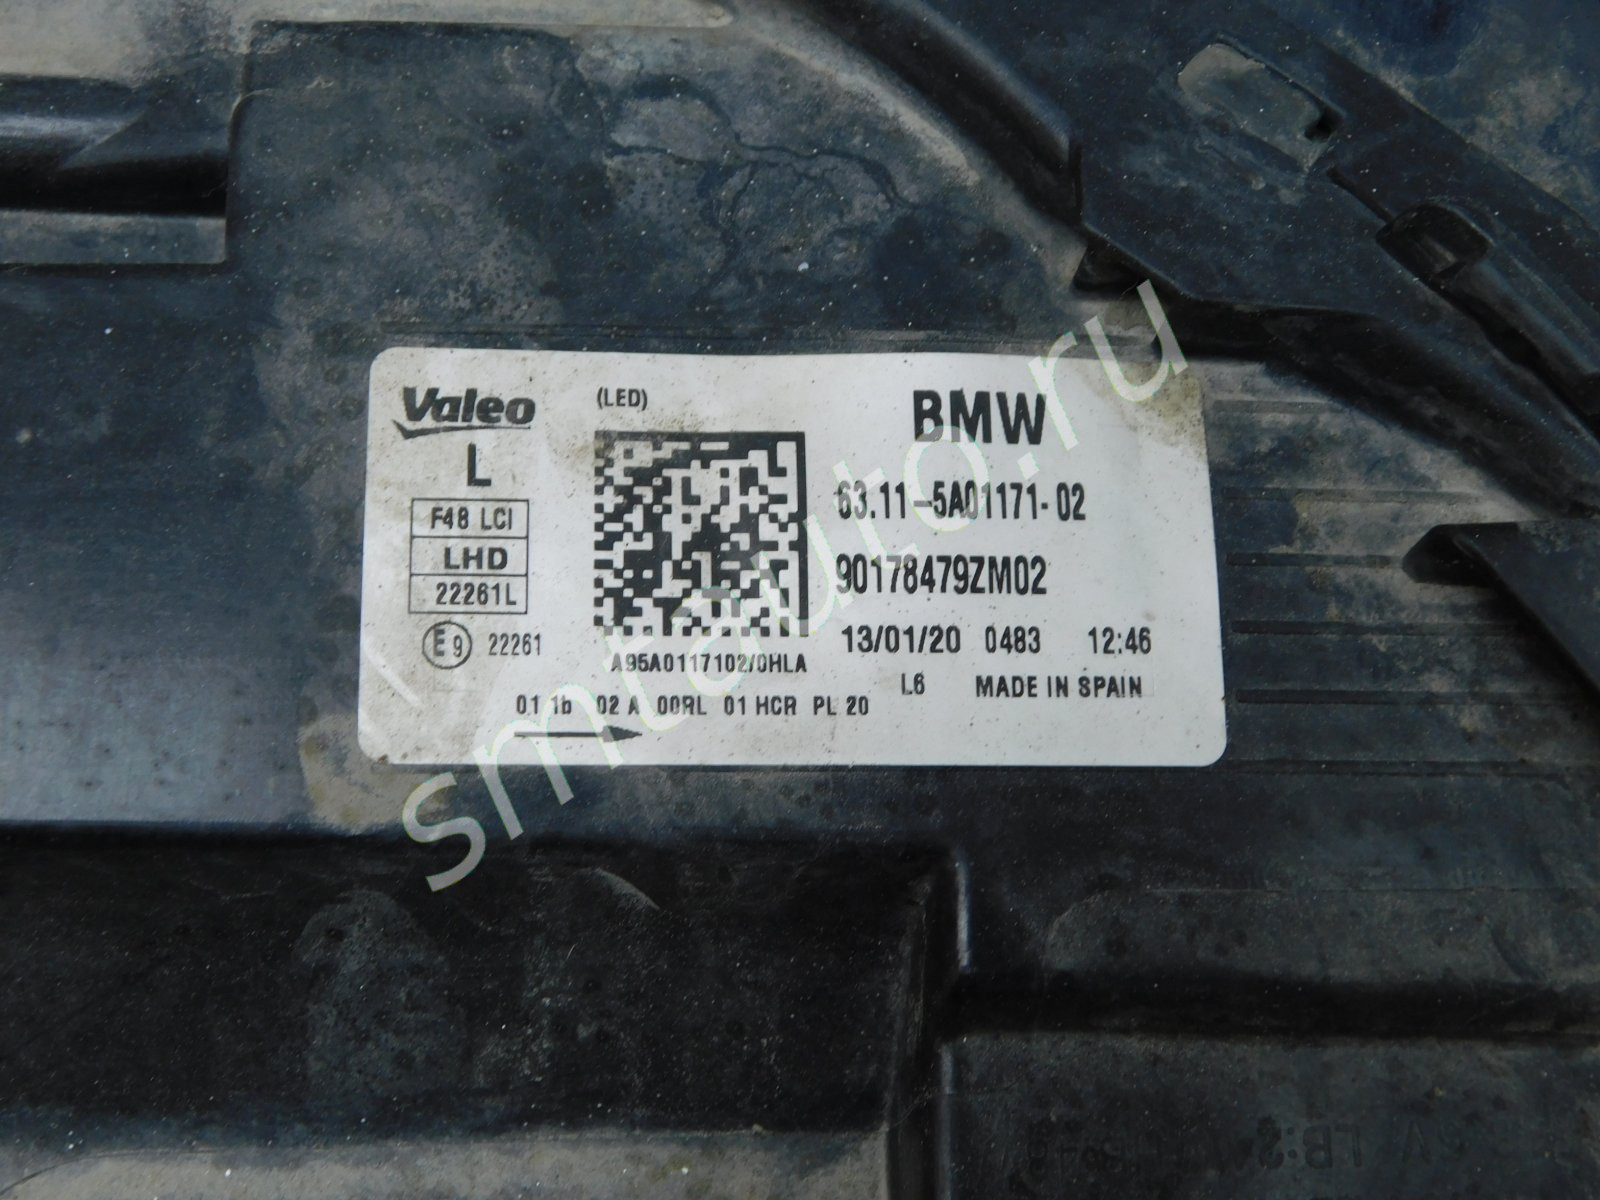 Valeo
(LED)
BMW
L
F48 LCI
LHD
22261L
E9 22261
63.11-5A01171-02
90178479ZM02
13/01/20 0483 12:46
A95A0117102/0HLA
L6 MADE IN SPAIN
01 1b 02 A 00RL 01 HCR PL 20
smtauto.ru